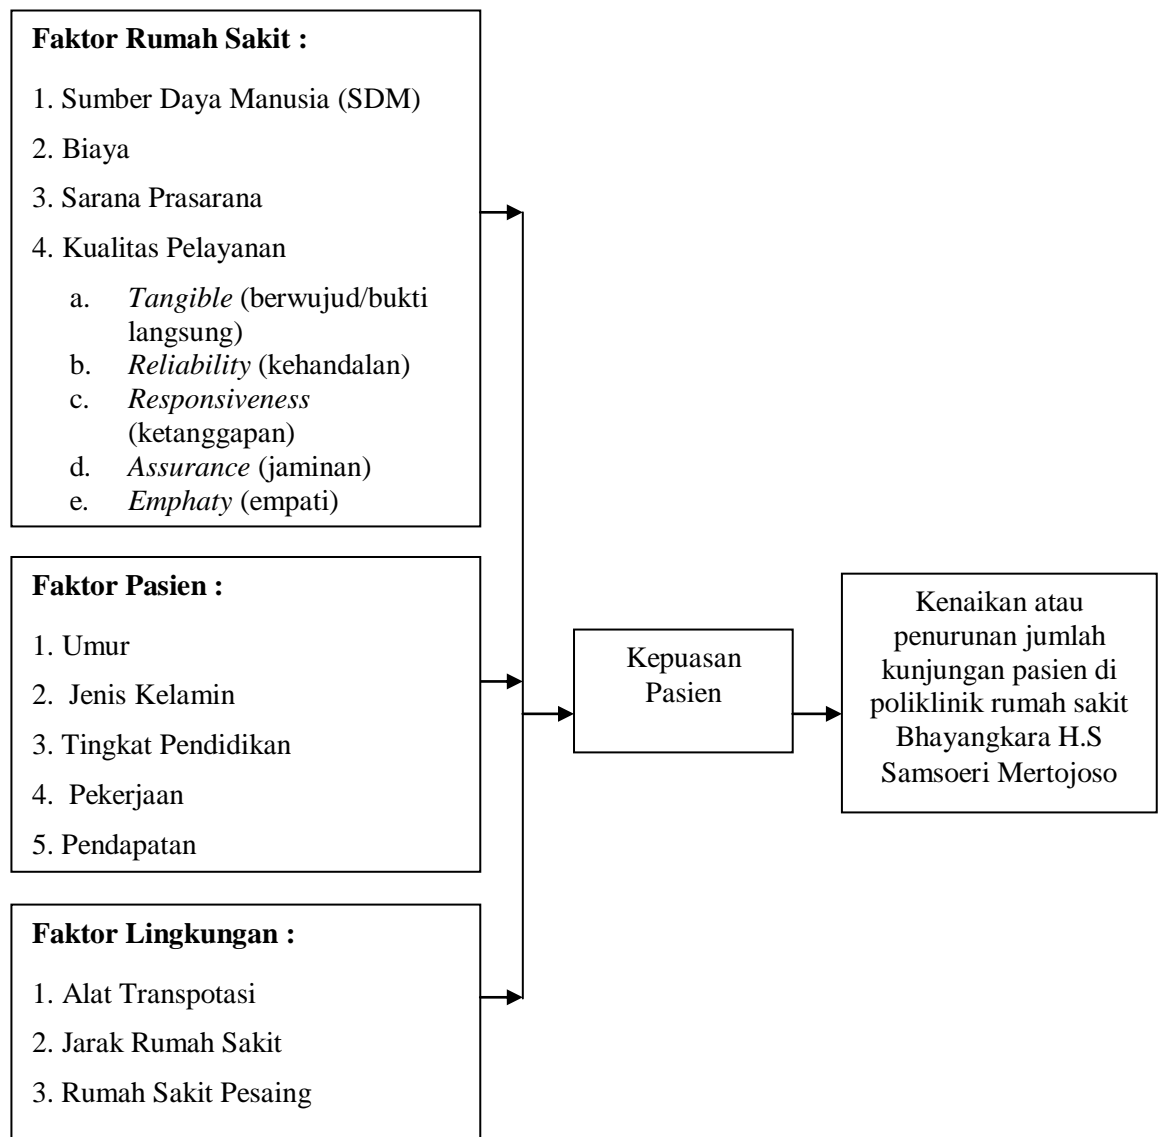 Faktor Rumah Sakit :
1. Sumber Daya Manusia (SDM)
2. Biaya
3. Sarana Prasarana
4. Kualitas Pelayanan
a. Tangible (berwujud/bukti
langsung)
b. Reliability (kehandalan)
c. Responsiveness
(ketanggapan)
d. Assurance (jaminan)
e. Emphaty (empati)
Faktor Pasien :
1. Umur
2. Jenis Kelamin
3. Tingkat Pendidikan
4. Pekerjaan
5. Pendapatan
Faktor Lingkungan :
1. Alat Transpotasi
2. Jarak Rumah Sakit
3. Rumah Sakit Pesaing
Kepuasan
Pasien
Kenaikan atau
penurunan jumlah
kunjungan pasien di
poliklinik rumah sakit
Bhayangkara H.S
Samsoeri Mertojoso